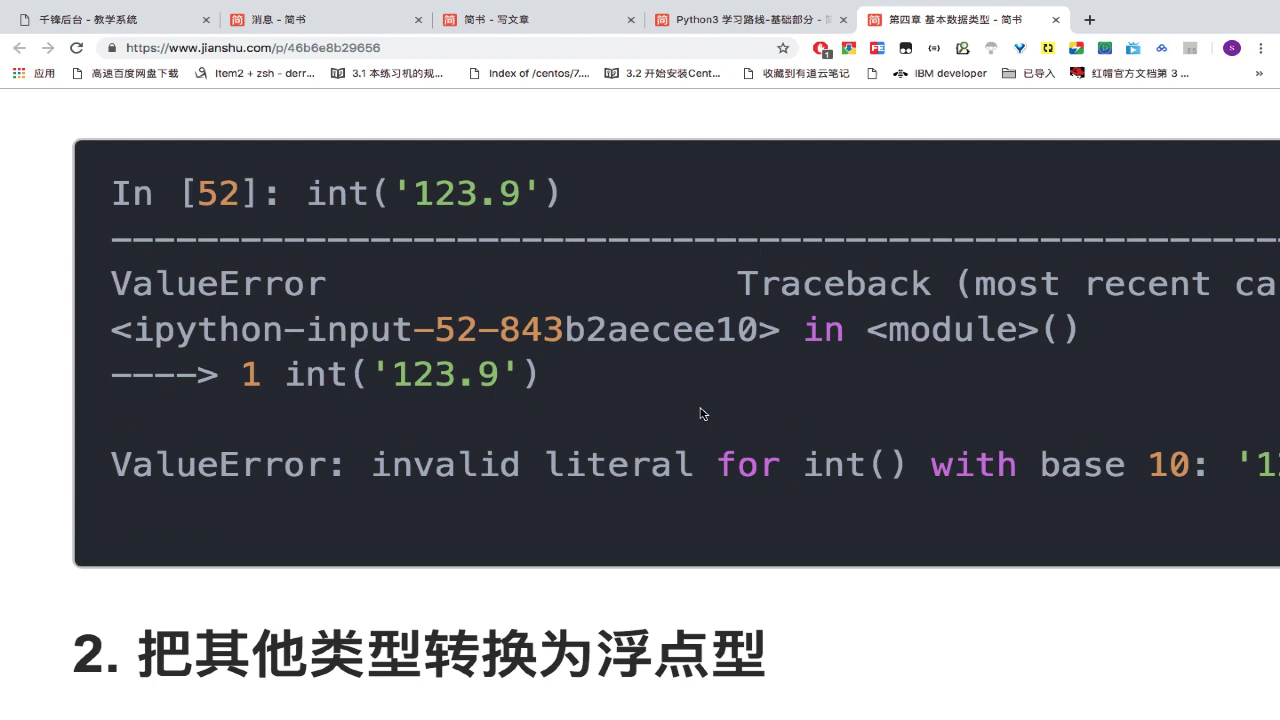 千锋后台 - 教学系统
消息 - 简书
简书 - 写文章
Python3 学习路线-基础部分 -
第四章 基本数据类型 - 简书
https://www.jianshu.com/p/46b6e8b29656
应用
高速百度网盘下载
Item2 + zsh - derr...
3.1 本练习机的规...
Index of /centos/7....
3.2 开始安装Cent...
收藏到有道云笔记
IBM developer
已导入
红帽官方文档第 3 ...
In [52]: int('123.9')
---------------------------------------------------------
ValueError Traceback (most recent ca
<ipython-input-52-843b2aecee10> in <module>()
----> 1 int('123.9')
ValueError: invalid literal for int() with base 10: '12
2. 把其他类型转换为浮点型